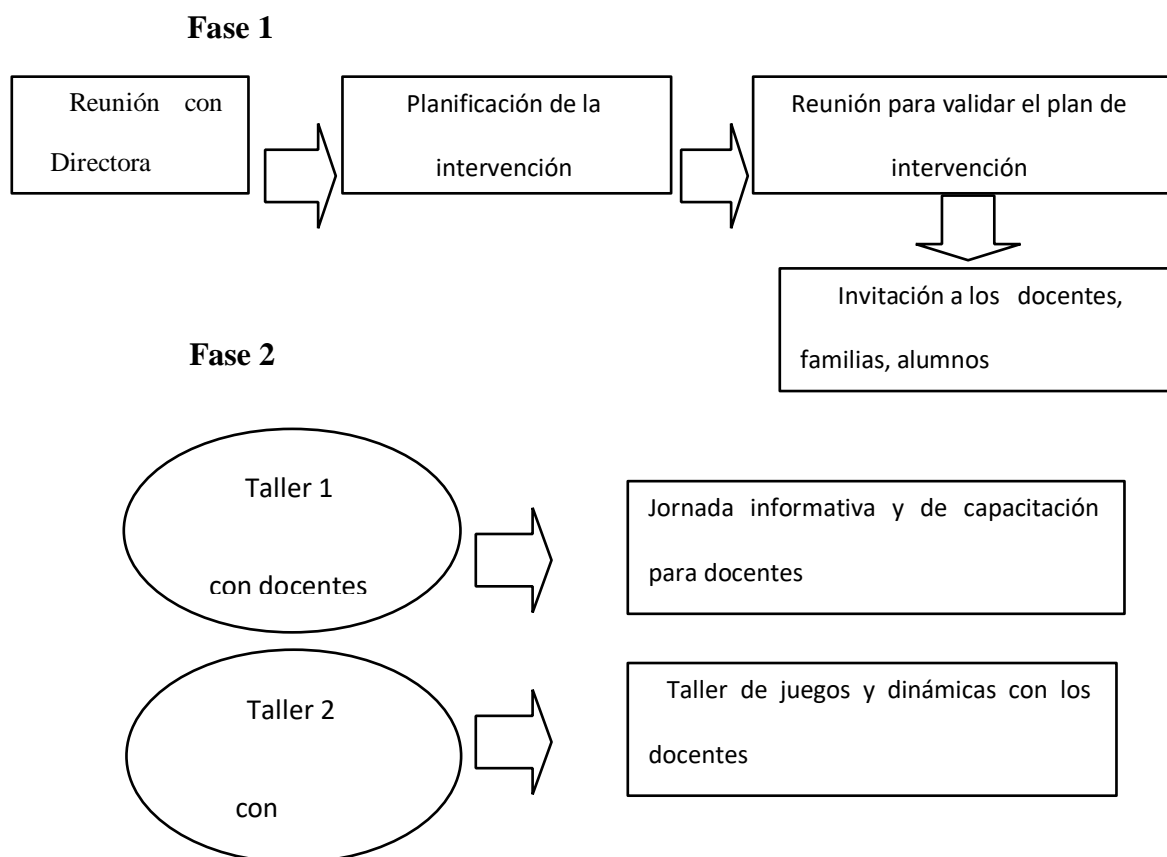 Fase 1
Reunión con
Directora
Planificación de la
intervención
Reunión para validar el plan de
intervención
Invitación a los docentes,
familias, alumnos
Fase 2
Taller 1
con docentes
Jornada informativa y de capacitación
para docentes
Taller 2
con
Taller de juegos y dinámicas con los
docentes